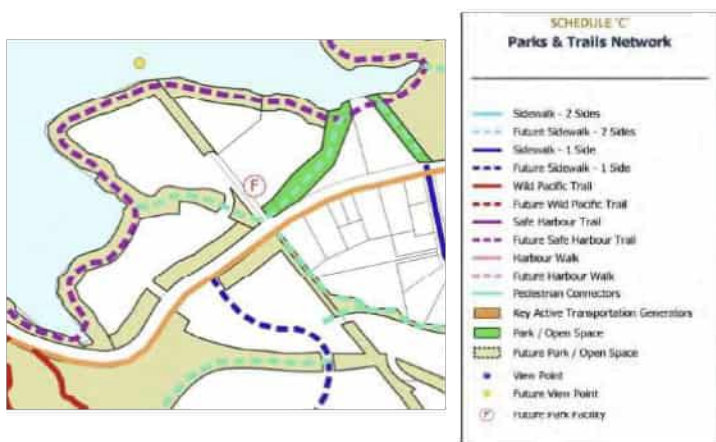 F
SCHEDULE 'C'
Parks & Trails Network
Sidewalk - 2 Sides
Future Sidewalk - 2 Sides
Sidewalk - 1 Side
Future Sidewalk - 1 Side
Wild Pacific Trail
Future Wild Pacific Trail
Safe Harbour Trail
Future Safe Harbour Trail
Harbour Walk
Future Harbour Walk
Pedestrian Connectors
Key Active Transportation Generators
Park / Open Space
Future Park / Open Space
View Point
Future View Point
F Future Park Facility